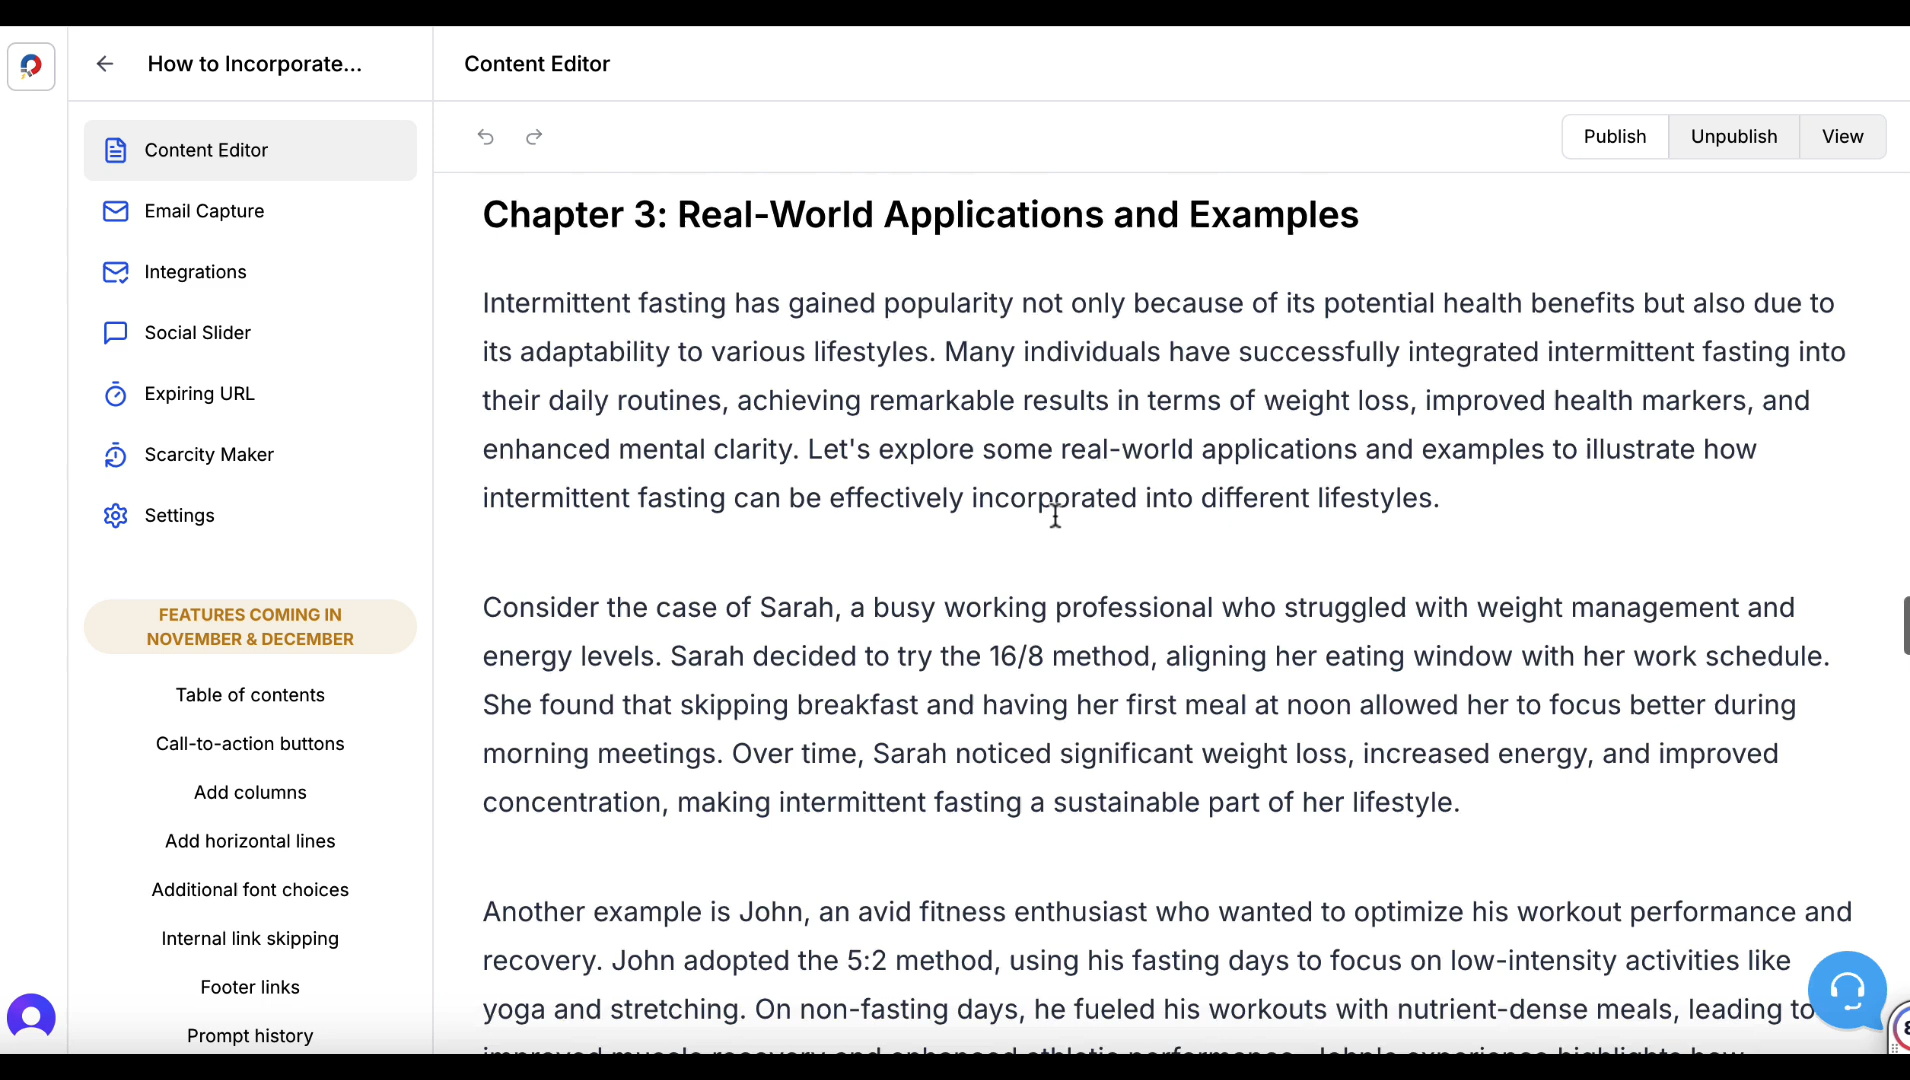 How to Incorporate...
Content Editor
Content Editor
Email Capture
Integrations
Social Slider
Expiring URL
Scarcity Maker
Settings
FEATURES COMING IN
NOVEMBER & DECEMBER
Table of contents
Call-to-action buttons
Add columns
Add horizontal lines
Additional font choices
Internal link skipping
Footer links
Prompt history
Publish
Unpublish
View
Chapter 3: Real-World Applications and Examples
Intermittent fasting has gained popularity not only because of its potential health benefits but also due to
its adaptability to various lifestyles. Many individuals have successfully integrated intermittent fasting into
their daily routines, achieving remarkable results in terms of weight loss, improved health markers, and
enhanced mental clarity. Let's explore some real-world applications and examples to illustrate how
intermittent fasting can be effectively incorporated into different lifestyles.
Consider the case of Sarah, a busy working professional who struggled with weight management and
energy levels. Sarah decided to try the 16/8 method, aligning her eating window with her work schedule.
She found that skipping breakfast and having her first meal at noon allowed her to focus better during
morning meetings. Over time, Sarah noticed significant weight loss, increased energy, and improved
concentration, making intermittent fasting a sustainable part of her lifestyle.
Another example is John, an avid fitness enthusiast who wanted to optimize his workout performance and
recovery. John adopted the 5:2 method, using his fasting days to focus on low-intensity activities like
yoga and stretching. On non-fasting days, he fueled his workouts with nutrient-dense meals, leading to
improved muscle recovery and enhanced athletic performance. John's experience highlights how